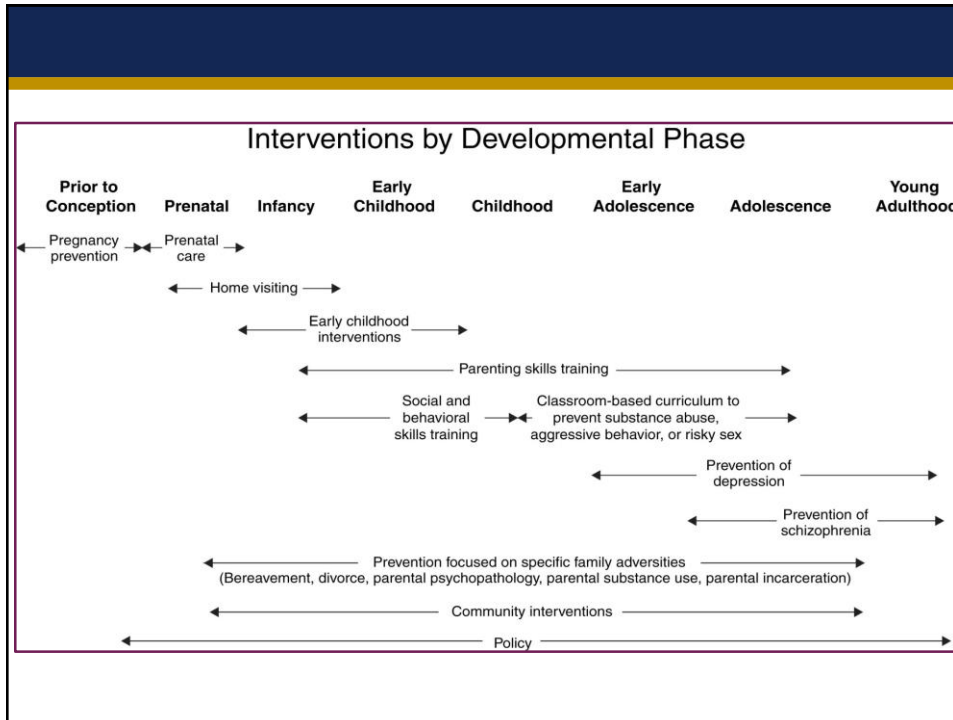 Interventions by Developmental Phase
Prior to
Conception
Prenatal
Infancy
Early
Childhood
Childhood
Early
Adolescence
Adolescence
Young
Adulthood
Pregnancy
prevention
Prenatal
care
Home visiting
Early childhood
interventions
Parenting skills training
Social and
behavioral
skills training
Classroom-based curriculum to
prevent substance abuse,
aggressive behavior, or risky sex
Prevention of
depression
Prevention of
schizophrenia
Prevention focused on specific family adversities
(Bereavement, divorce, parental psychopathology, parental substance use, parental incarceration)
Community interventions
Policy